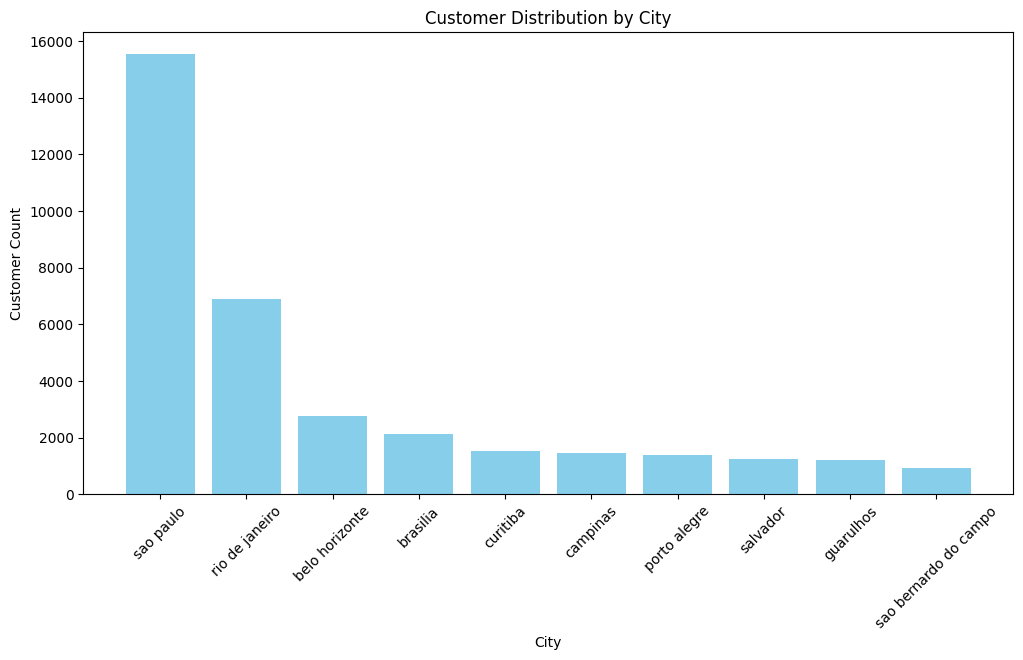 Customer Distribution by City
Customer Count
16000
14000
12000
10000
8000
6000
4000
2000
0
sao paulo
rio de janeiro
belo horizonte
brasilia
curitiba
campinas
porto alegre
salvador
guarulhos
sao bernardo do campo
City